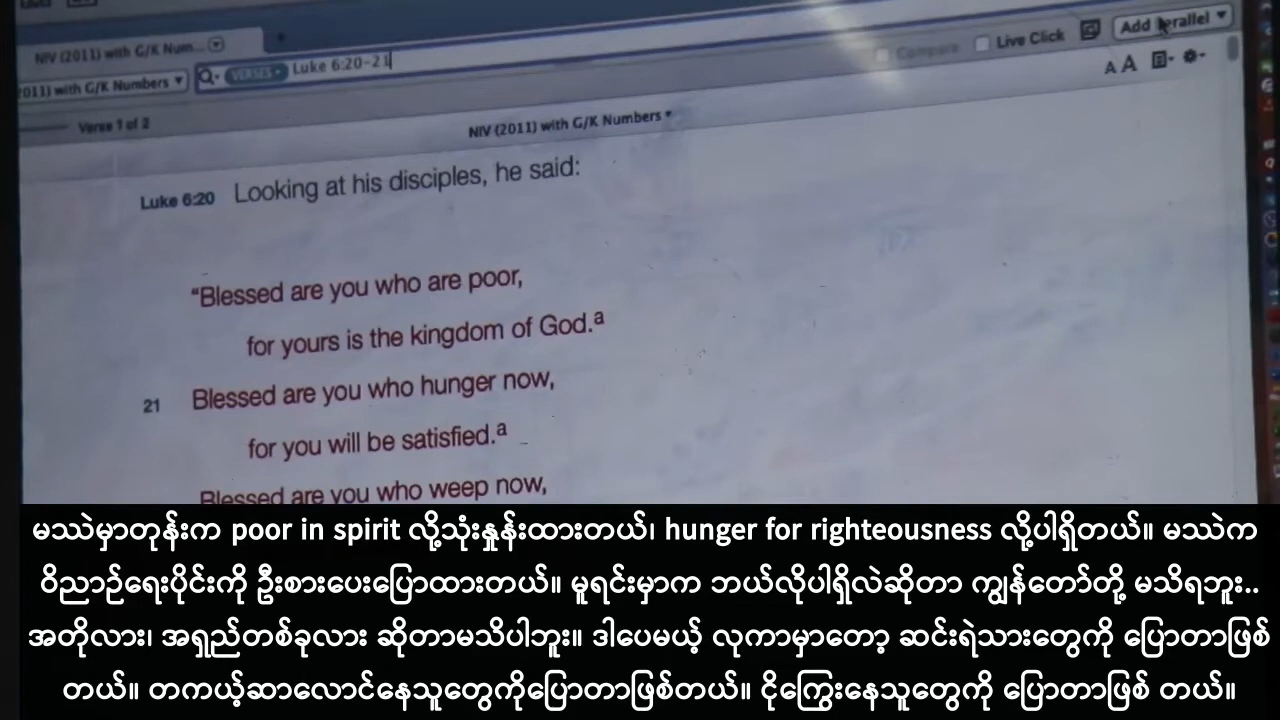 NIV (2011) with G/K Num...
2011) with G/K Numbers
VERSES
Luke 6:20-21
Compare
Live Click
Add Parallel
Verse 1 of 2
NIV (2011) with G/K Numbers
A A
Luke 6:20 Looking at his disciples, he said:
“Blessed are you who are poor,
for yours is the kingdom of God.a
21 Blessed are you who hunger now,
for you will be satisfied.a
Blessed are you who weep now,
မဿဲမှာတုန်းက poor in spirit လို့သုံးနှုန်းထားတယ်၊ hunger for righteousness လို့ပါရှိတယ်။ မဿဲက
ဝိညာဉ်ရေးပိုင်းကို ဦးစားပေးပြောထားတယ်။ မူရင်းမှာက ဘယ်လိုပါရှိလဲဆိုတာ ကျွန်တော်တို့ မသိရဘူး..
အတိုလား၊ အရှည်တစ်ခုလား ဆိုတာမသိပါဘူး။ ဒါပေမယ့် လုကာမှာတော့ ဆင်းရဲသားတွေကို ပြောတာဖြစ်
တယ်။ တကယ့်ဆာလောင်နေသူတွေကိုပြောတာဖြစ်တယ်။ ငိုကြွေးနေသူတွေကို ပြောတာဖြစ် တယ်။